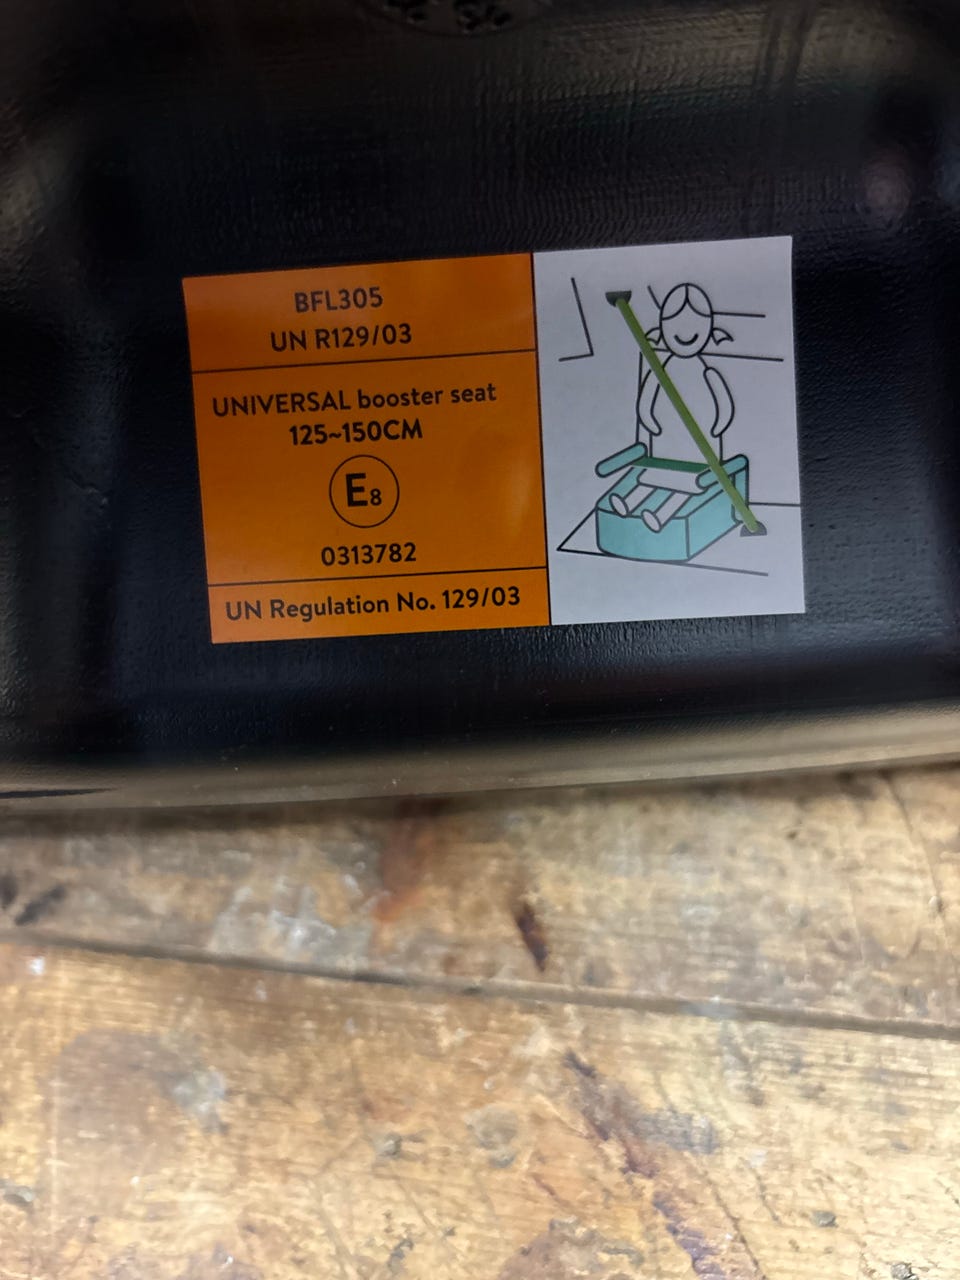 BFL305
UN R129/03
UNIVERSAL booster seat
125~150CM
E8
0313782
UN Regulation No. 129/03